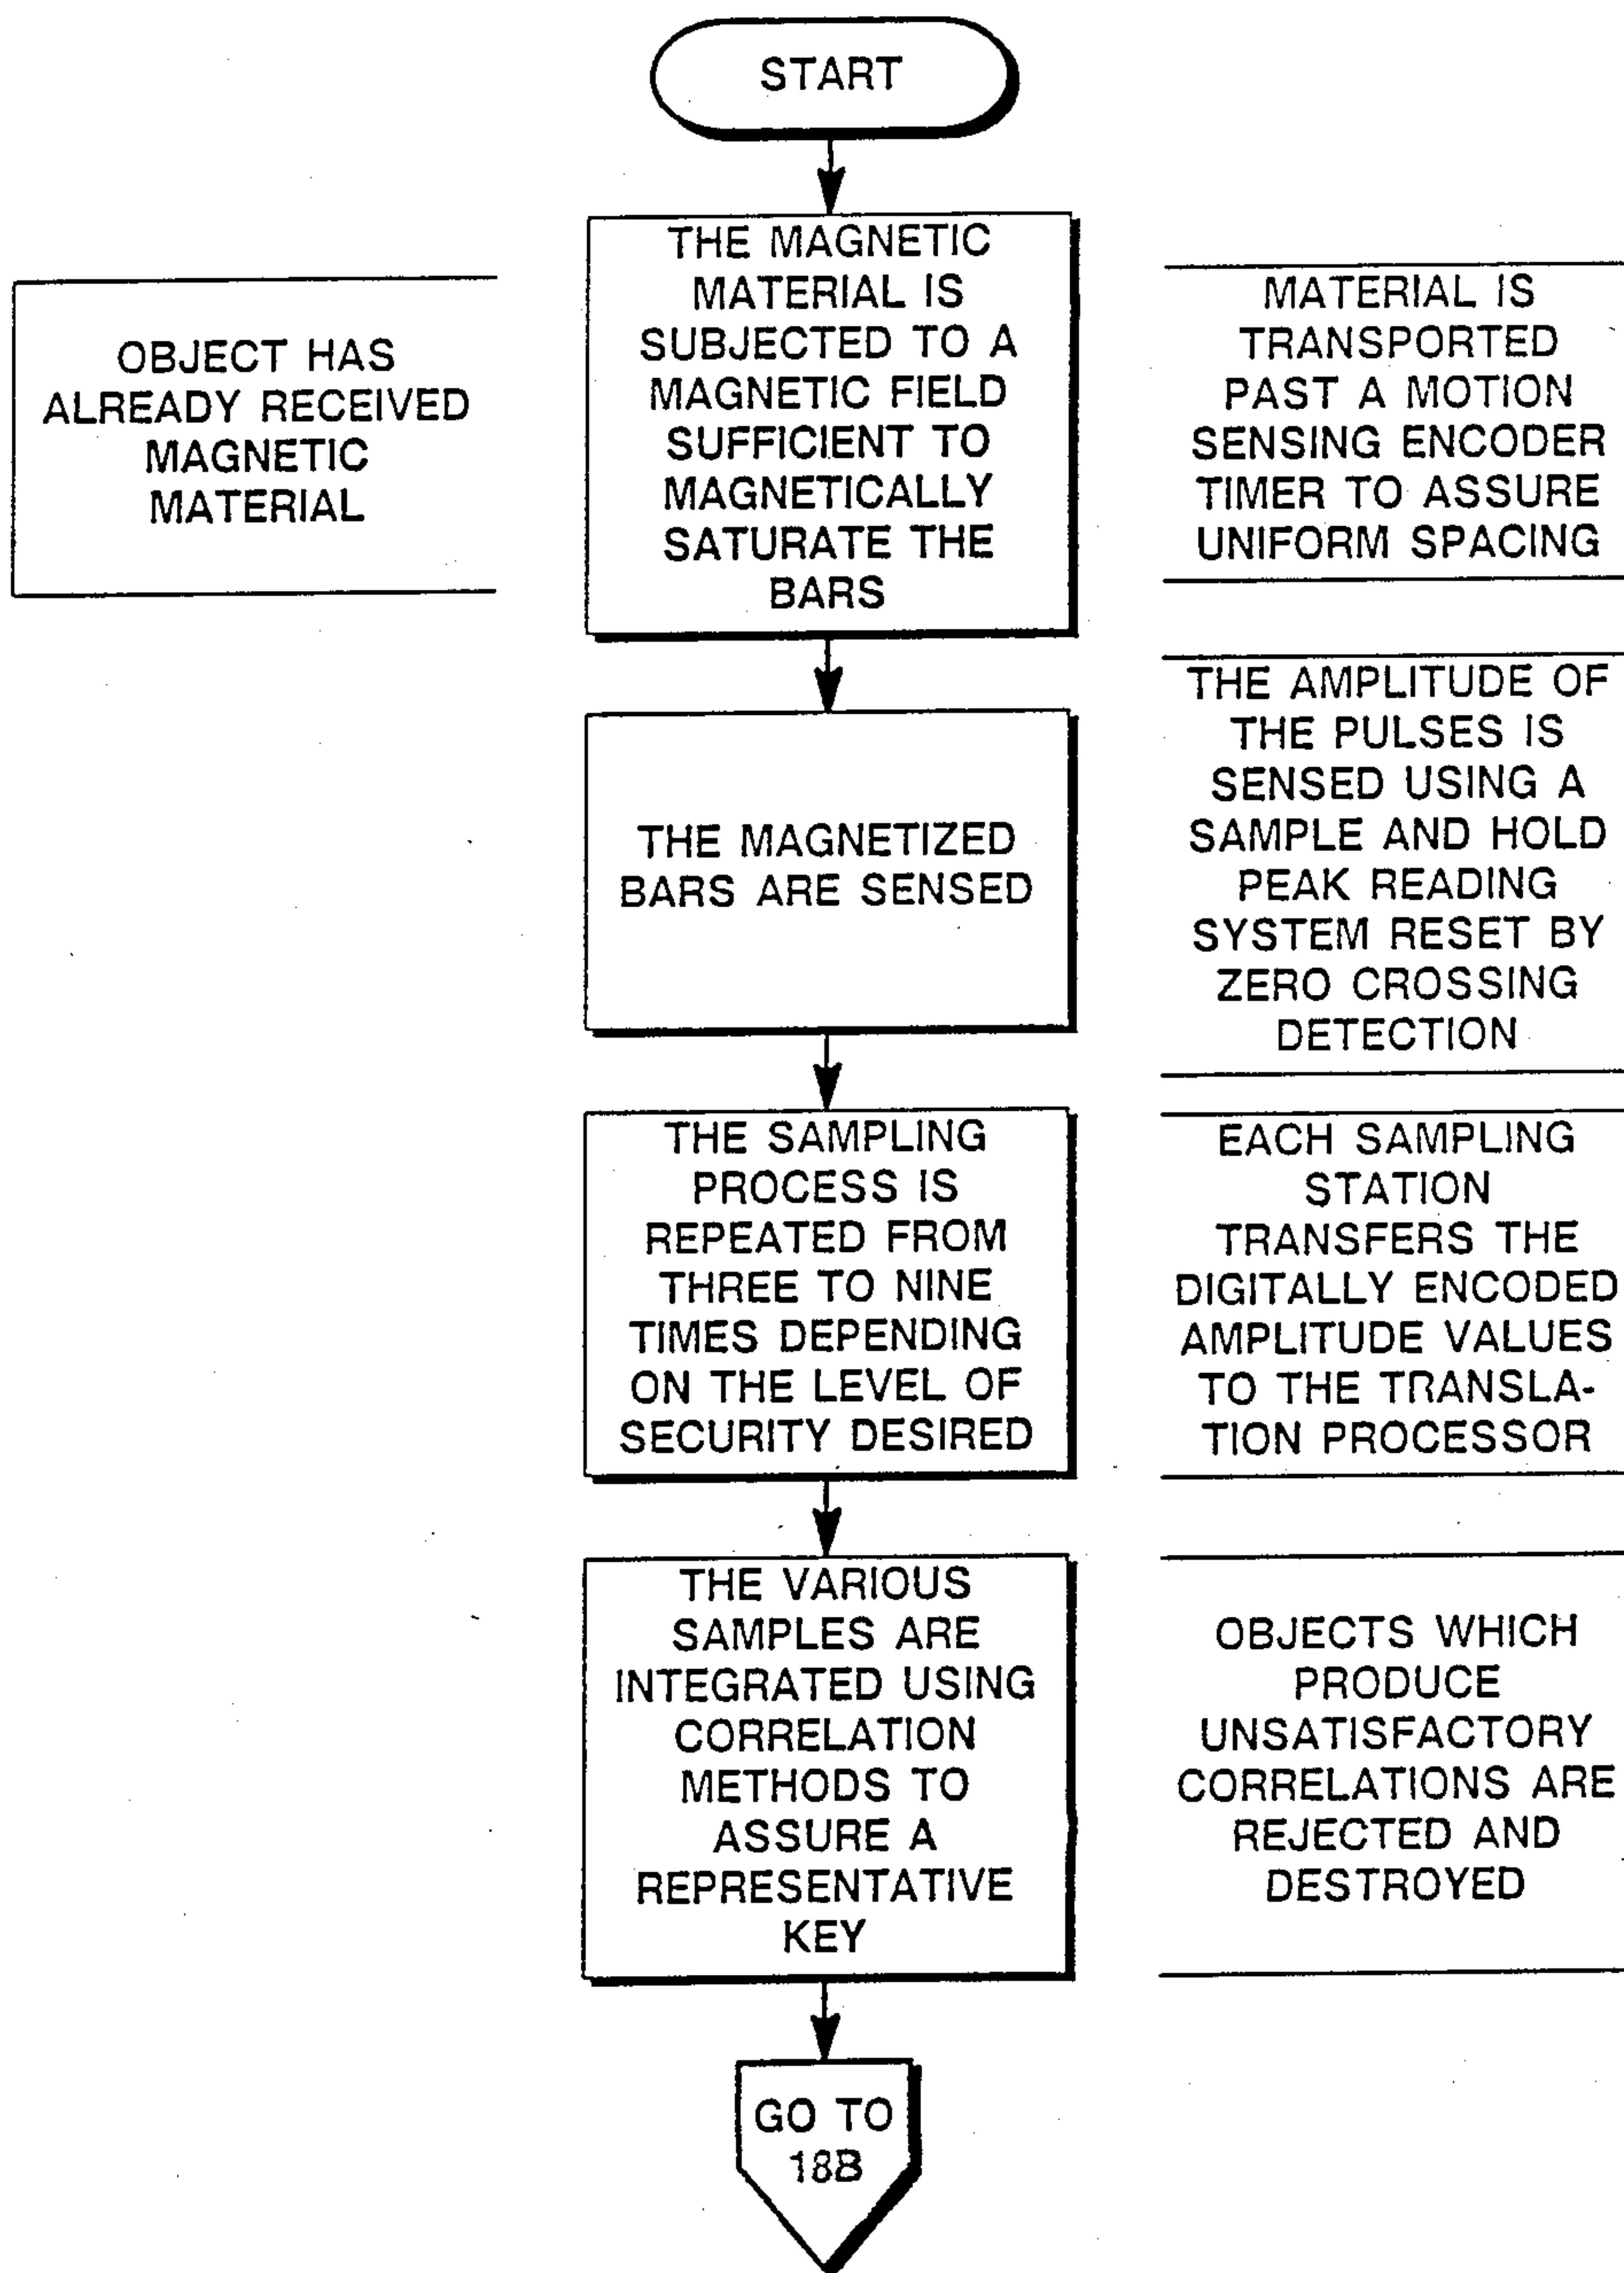 START
OBJECT HAS
ALREADY RECEIVED
MAGNETIC
MATERIAL
THE MAGNETIC
MATERIAL IS
SUBJECTED TO A
MAGNETIC FIELD
SUFFICIENT TO
MAGNETICALLY
SATURATE THE
BARS
MATERIAL IS
TRANSPORTED
PAST A MOTION
SENSING ENCODER
TIMER TO ASSURE
UNIFORM SPACING
THE MAGNETIZED
BARS ARE SENSED
THE AMPLITUDE OF
THE PULSES IS
SENSED USING A
SAMPLE AND HOLD
PEAK READING
SYSTEM RESET BY
ZERO CROSSING
DETECTION
THE SAMPLING
PROCESS IS
REPEATED FROM
THREE TO NINE
TIMES DEPENDING
ON THE LEVEL OF
SECURITY DESIRED
EACH SAMPLING
STATION
TRANSFERS THE
DIGITALLY ENCODED
AMPLITUDE VALUES
TO THE TRANSLA-
TION PROCESSOR
THE VARIOUS
SAMPLES ARE
INTEGRATED USING
CORRELATION
METHODS TO
ASSURE A
REPRESENTATIVE
KEY
OBJECTS WHICH
PRODUCE
UNSATISFACTORY
CORRELATIONS ARE
REJECTED AND
DESTROYED
GO TO
18B